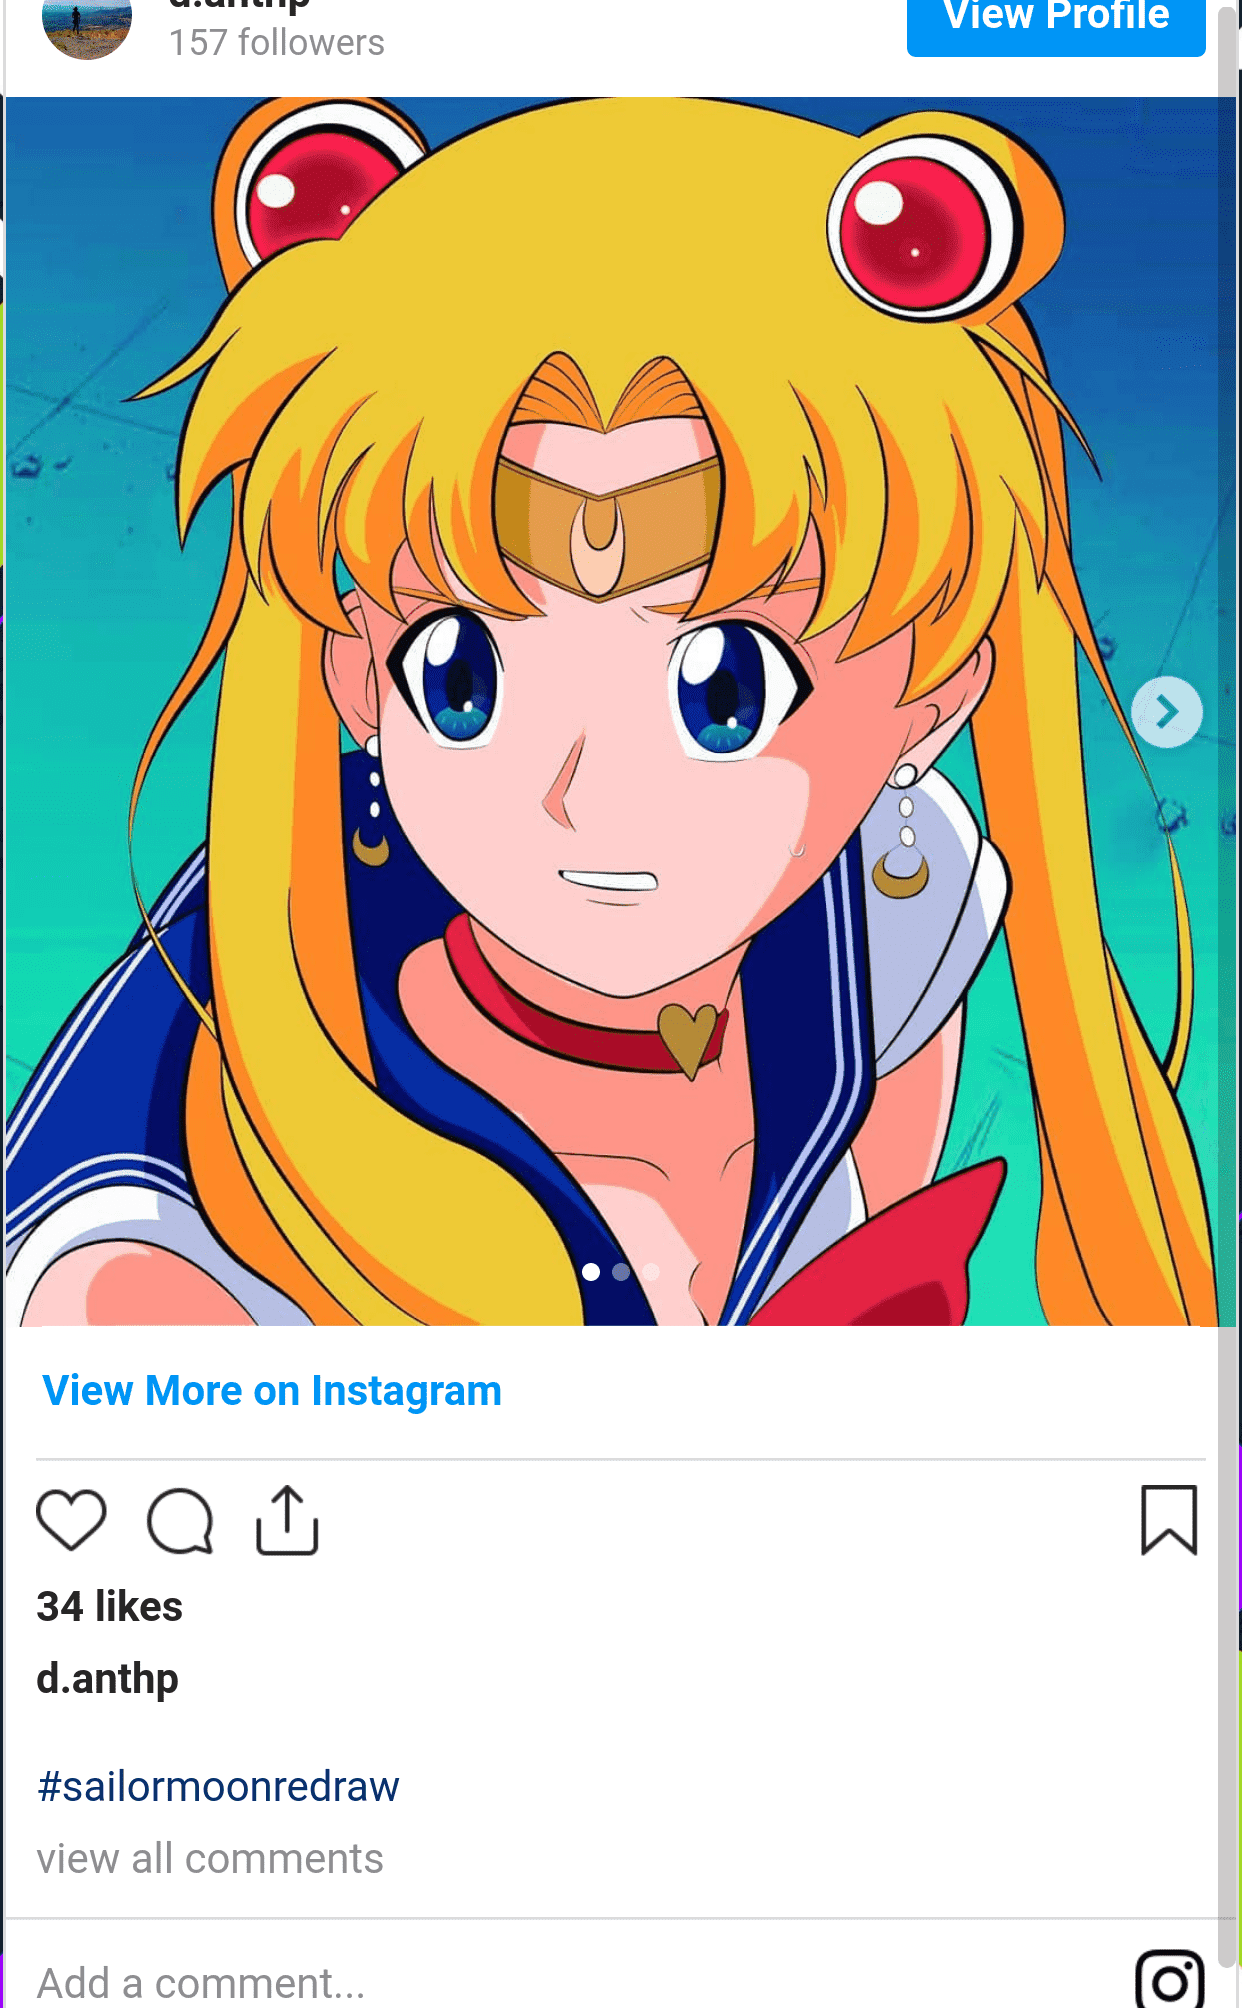 d.anthp
157 followers
View Profile
View More on Instagram
34 likes
d.anthp
#sailormoonredraw
view all comments
Add a comment...